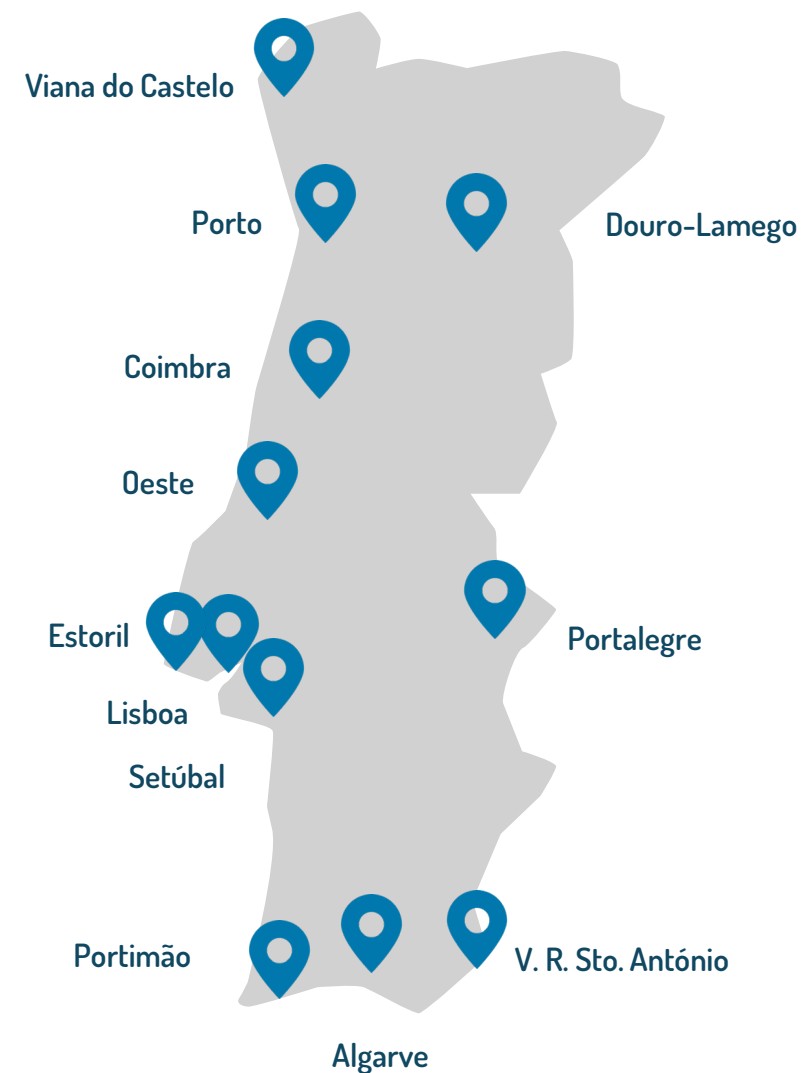 Viana do Castelo
Porto
Douro-Lamego
Coimbra
Oeste
Estoril
Portalegre
Lisboa
Setúbal
Portimão
V. R. Sto. António
Algarve